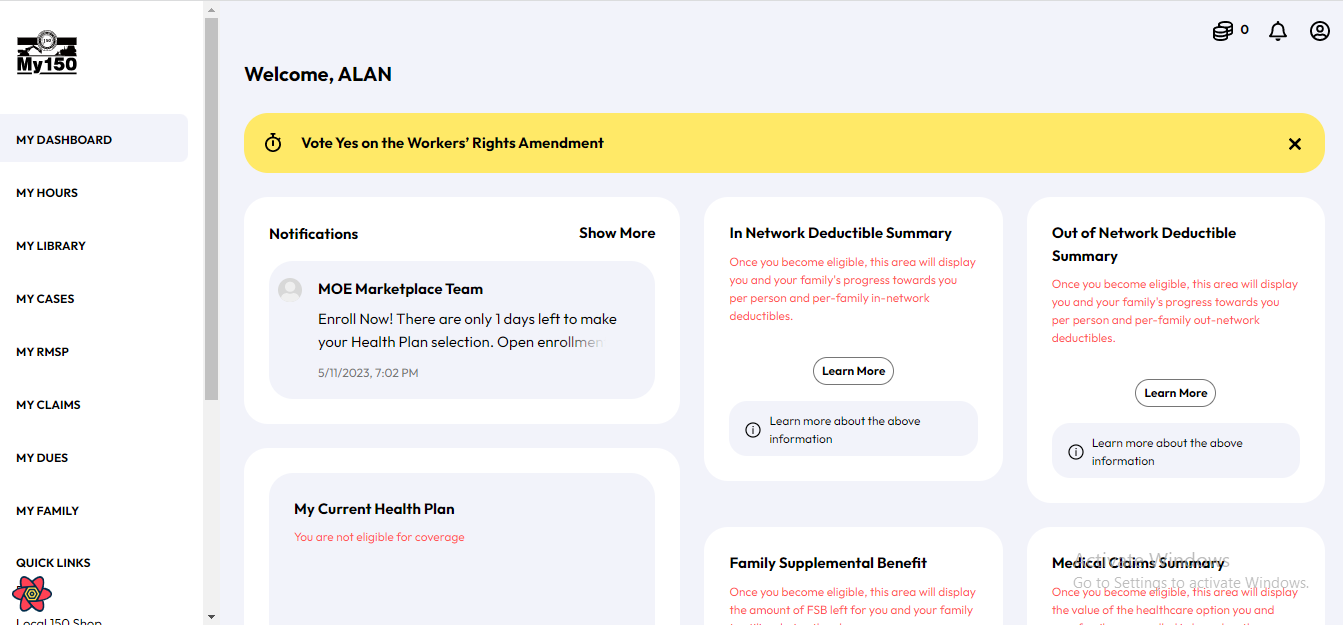 My150
0
Welcome, ALAN
MY DASHBOARD
MY HOURS
MY LIBRARY
MY CASES
MY RMSP
MY CLAIMS
MY DUES
MY FAMILY
QUICK LINKS
Local 150 Shop
Vote Yes on the Workers’ Rights Amendment
Notifications
Show More
MOE Marketplace Team
Enroll Now! There are only 1 days left to make
your Health Plan selection. Open enrollmen
5/11/2023, 7:02 PM
My Current Health Plan
You are not eligible for coverage
In Network Deductible Summary
Once you become eligible, this area will display
you and your family's progress towards you
per person and per-family in-network
deductibles.
Learn More
Learn more about the above
information
Family Supplemental Benefit
Once you become eligible, this area will display
the amount of FSB left for you and your family
Out of Network Deductible
Summary
Once you become eligible, this area will display
you and your family's progress towards you
per person and per-family out-network
deductibles.
Learn More
Learn more about the above
information
Medical Claims Summary
Once you become eligible, this area will display
the value of the healthcare option you and
Activate Windows
Go to Settings to activate Windows.